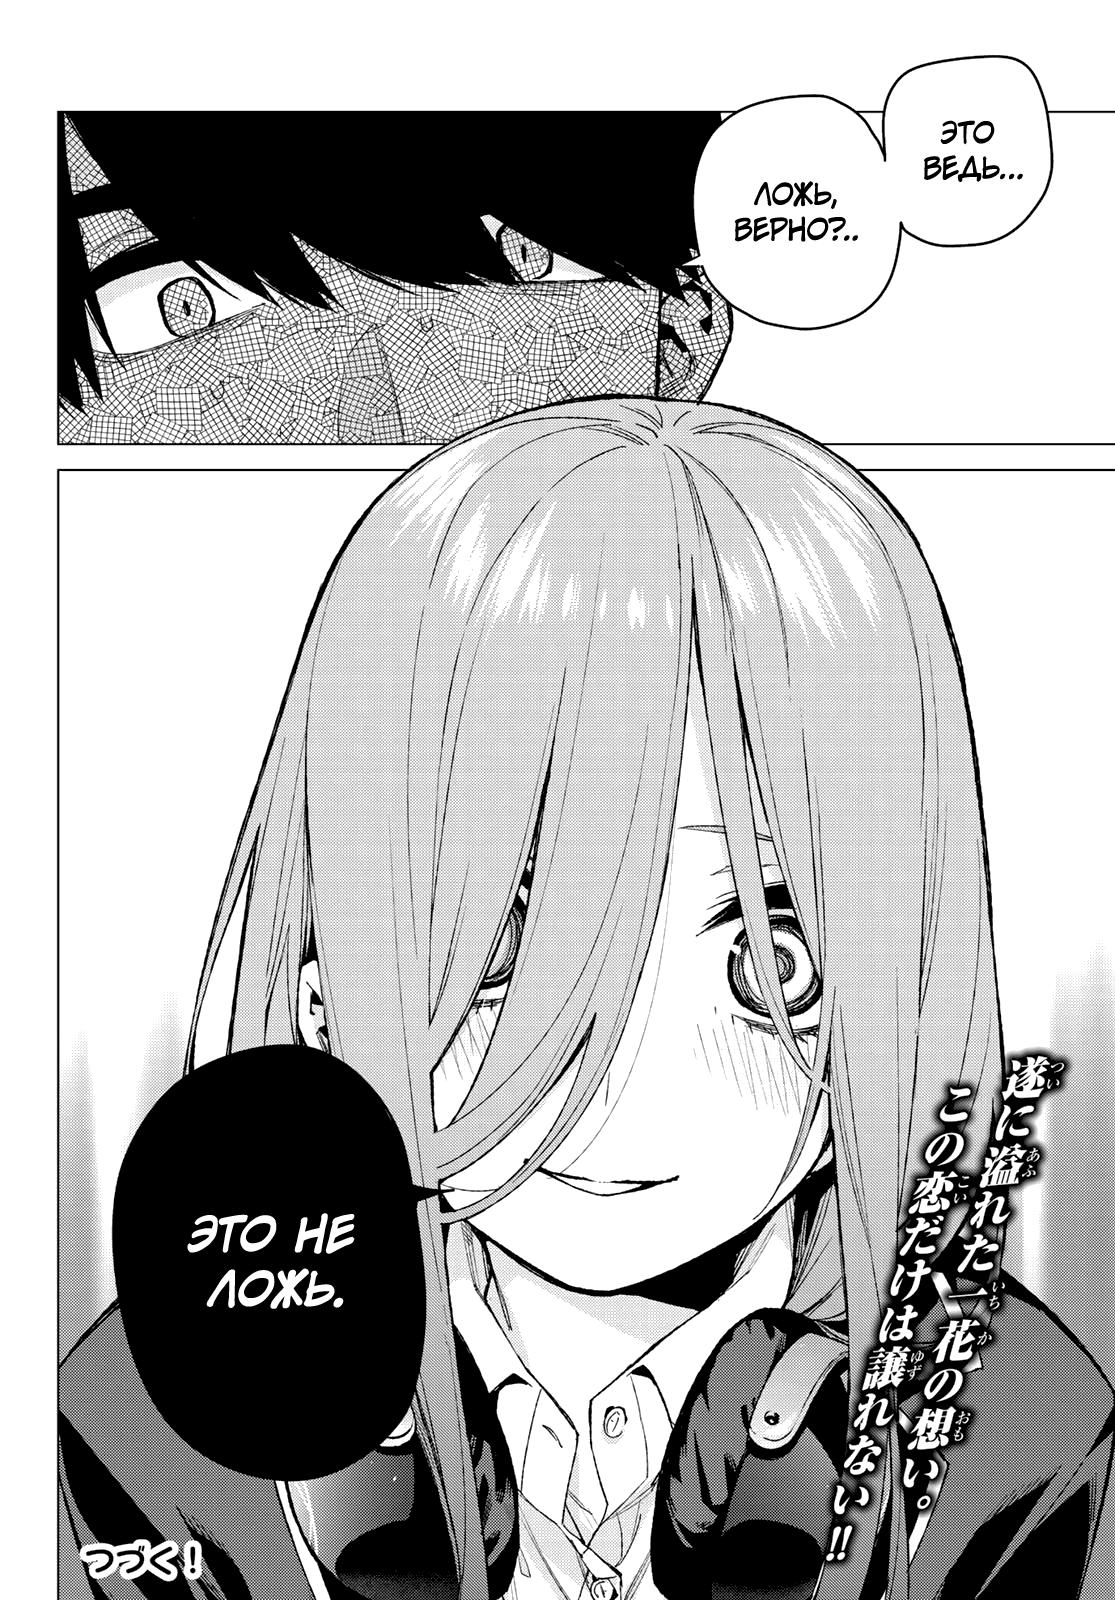 ЭТО
ВЕДЬ...
ЛОЖЬ,
ВЕРНО?..
ЭТО НЕ
ЛОЖЬ.
遂に溢れた一花の想い。
この恋だけは譲れない!!
つづく!